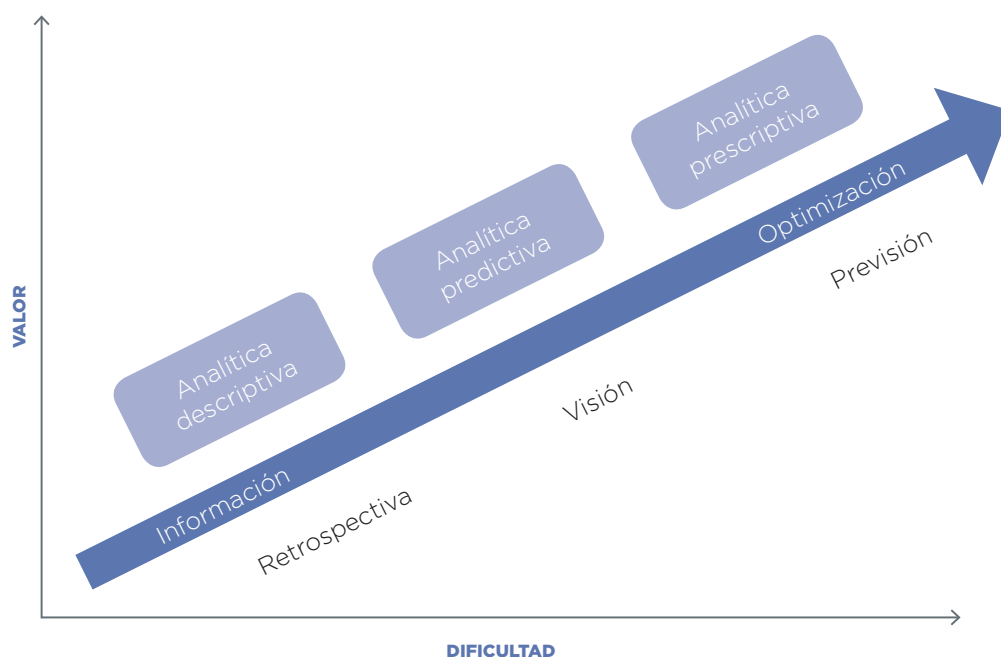 VALOR
Analítica
descriptiva
Analítica
predictiva
Analítica
prescriptiva
Información
Optimización
Retrospectiva
Visión
Previsión
DIFICULTAD